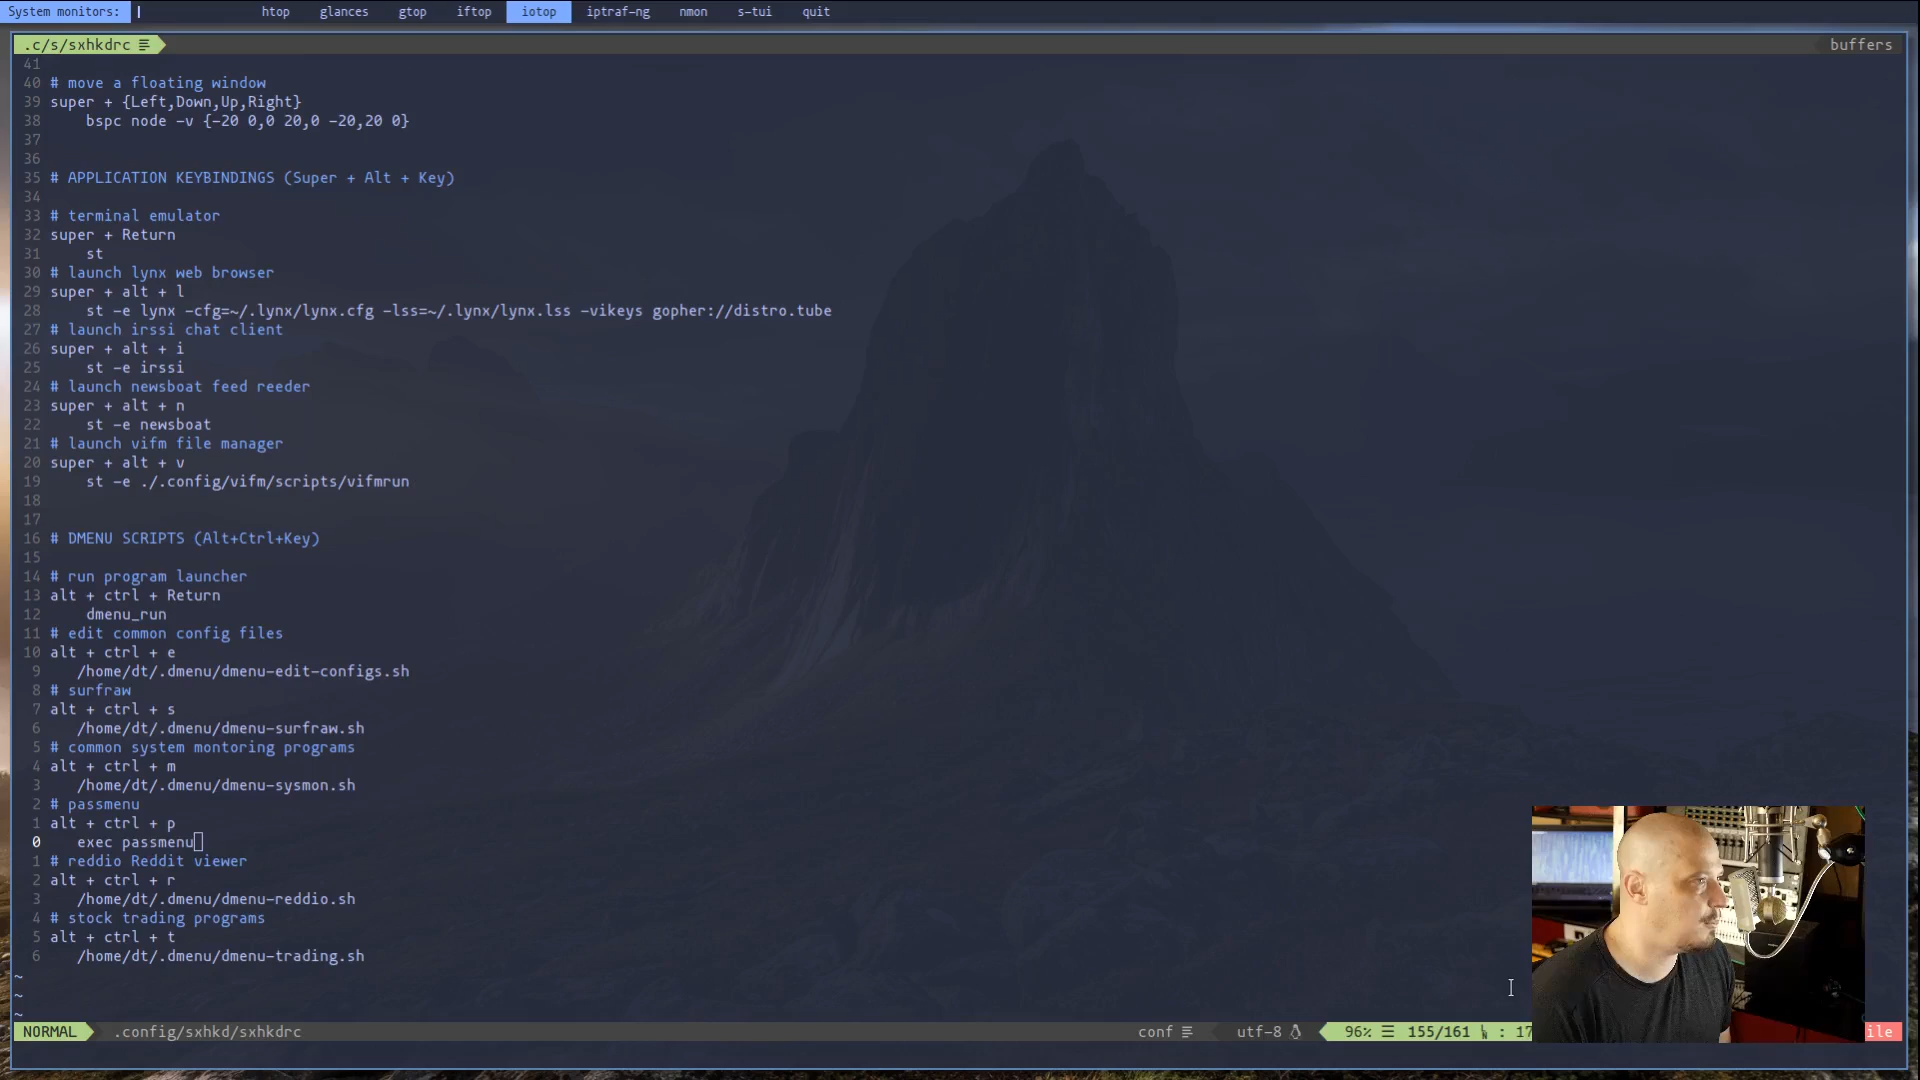 System monitors: htop glances gtop iftop iotop iptraf-ng nmon s-tui quit
.c/s/sxhkdrc buffers
41
40 # move a floating window
39 super + {Left,Down,Up,Right}
38 bspc node -v {-20 0,0 20,0 -20,20 0}
37
36
35 # APPLICATION KEYBINDINGS (Super + Alt + Key)
34
33 # terminal emulator
32 super + Return
31 st
30 # launch lynx web browser
29 super + alt + l
28 st -e lynx -cfg=~/.lynx/lynx.cfg -lss=~/.lynx/lynx.lss -vikeys gopher://distro.tube
27 # launch irssi chat client
26 super + alt + i
25 st -e irssi
24 # launch newsboat feed reeder
23 super + alt + n
22 st -e newsboat
21 # launch vifm file manager
20 super + alt + v
19 st -e ./.config/vifm/scripts/vifmrun
18
17
16 # DMENU SCRIPTS (Alt+Ctrl+Key)
15
14 # run program launcher
13 alt + ctrl + Return
12 dmenu_run
11 # edit common config files
10 alt + ctrl + e
9 /home/dt/.dmenu/dmenu-edit-configs.sh
8 # surfraw
7 alt + ctrl + s
6 /home/dt/.dmenu/dmenu-surfraw.sh
5 # common system montoring programs
4 alt + ctrl + m
3 /home/dt/.dmenu/dmenu-sysmon.sh
2 # passmenu
1 alt + ctrl + p
0 exec passmenu
1 # reddio Reddit viewer
2 alt + ctrl + r
3 /home/dt/.dmenu/dmenu-reddio.sh
4 # stock trading programs
5 alt + ctrl + t
6 /home/dt/.dmenu/dmenu-trading.sh
~
~
~
NORMAL .config/sxhkd/sxhkdrc conf utf-8 96% ☰ 155/161 : 17 ile